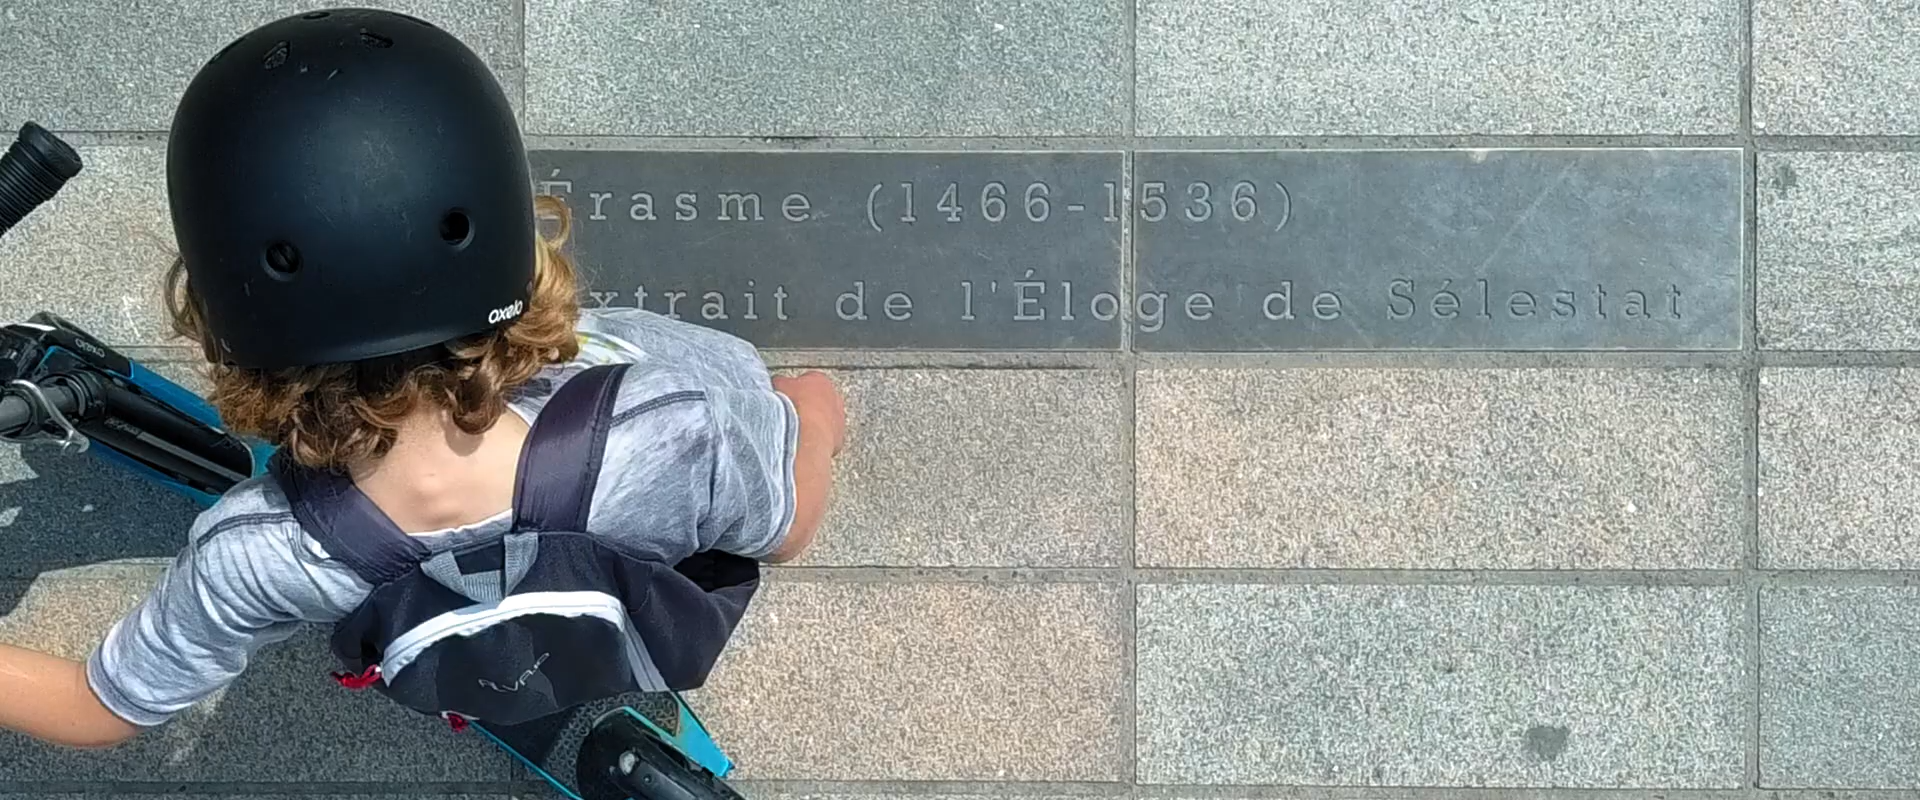 Érasme (1466-1536)
xtrait de l'Éloge de Sélestat
oxelo